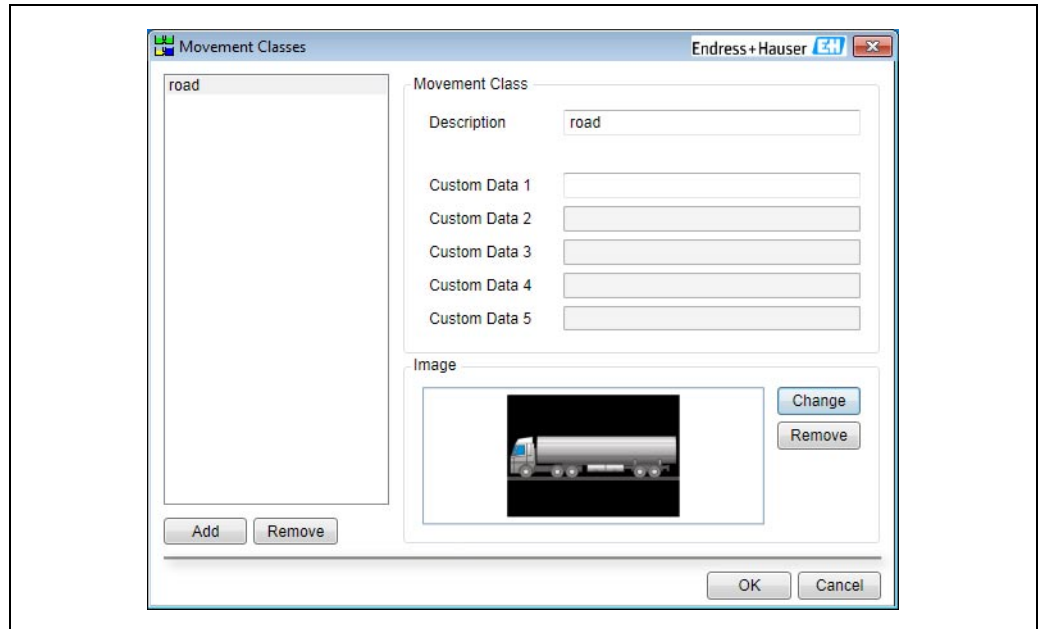 Movement Classes
Endress+Hauser EH
road
Movement Class
Description road
Custom Data 1
Custom Data 2
Custom Data 3
Custom Data 4
Custom Data 5
Image
Change
Remove
Add Remove
OK Cancel